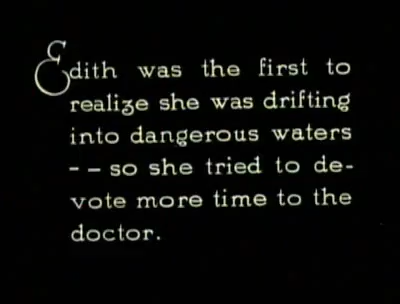 Edith was the first to
realize she was drifting
into dangerous waters
-- so she tried to de-
vote more time to the
doctor.